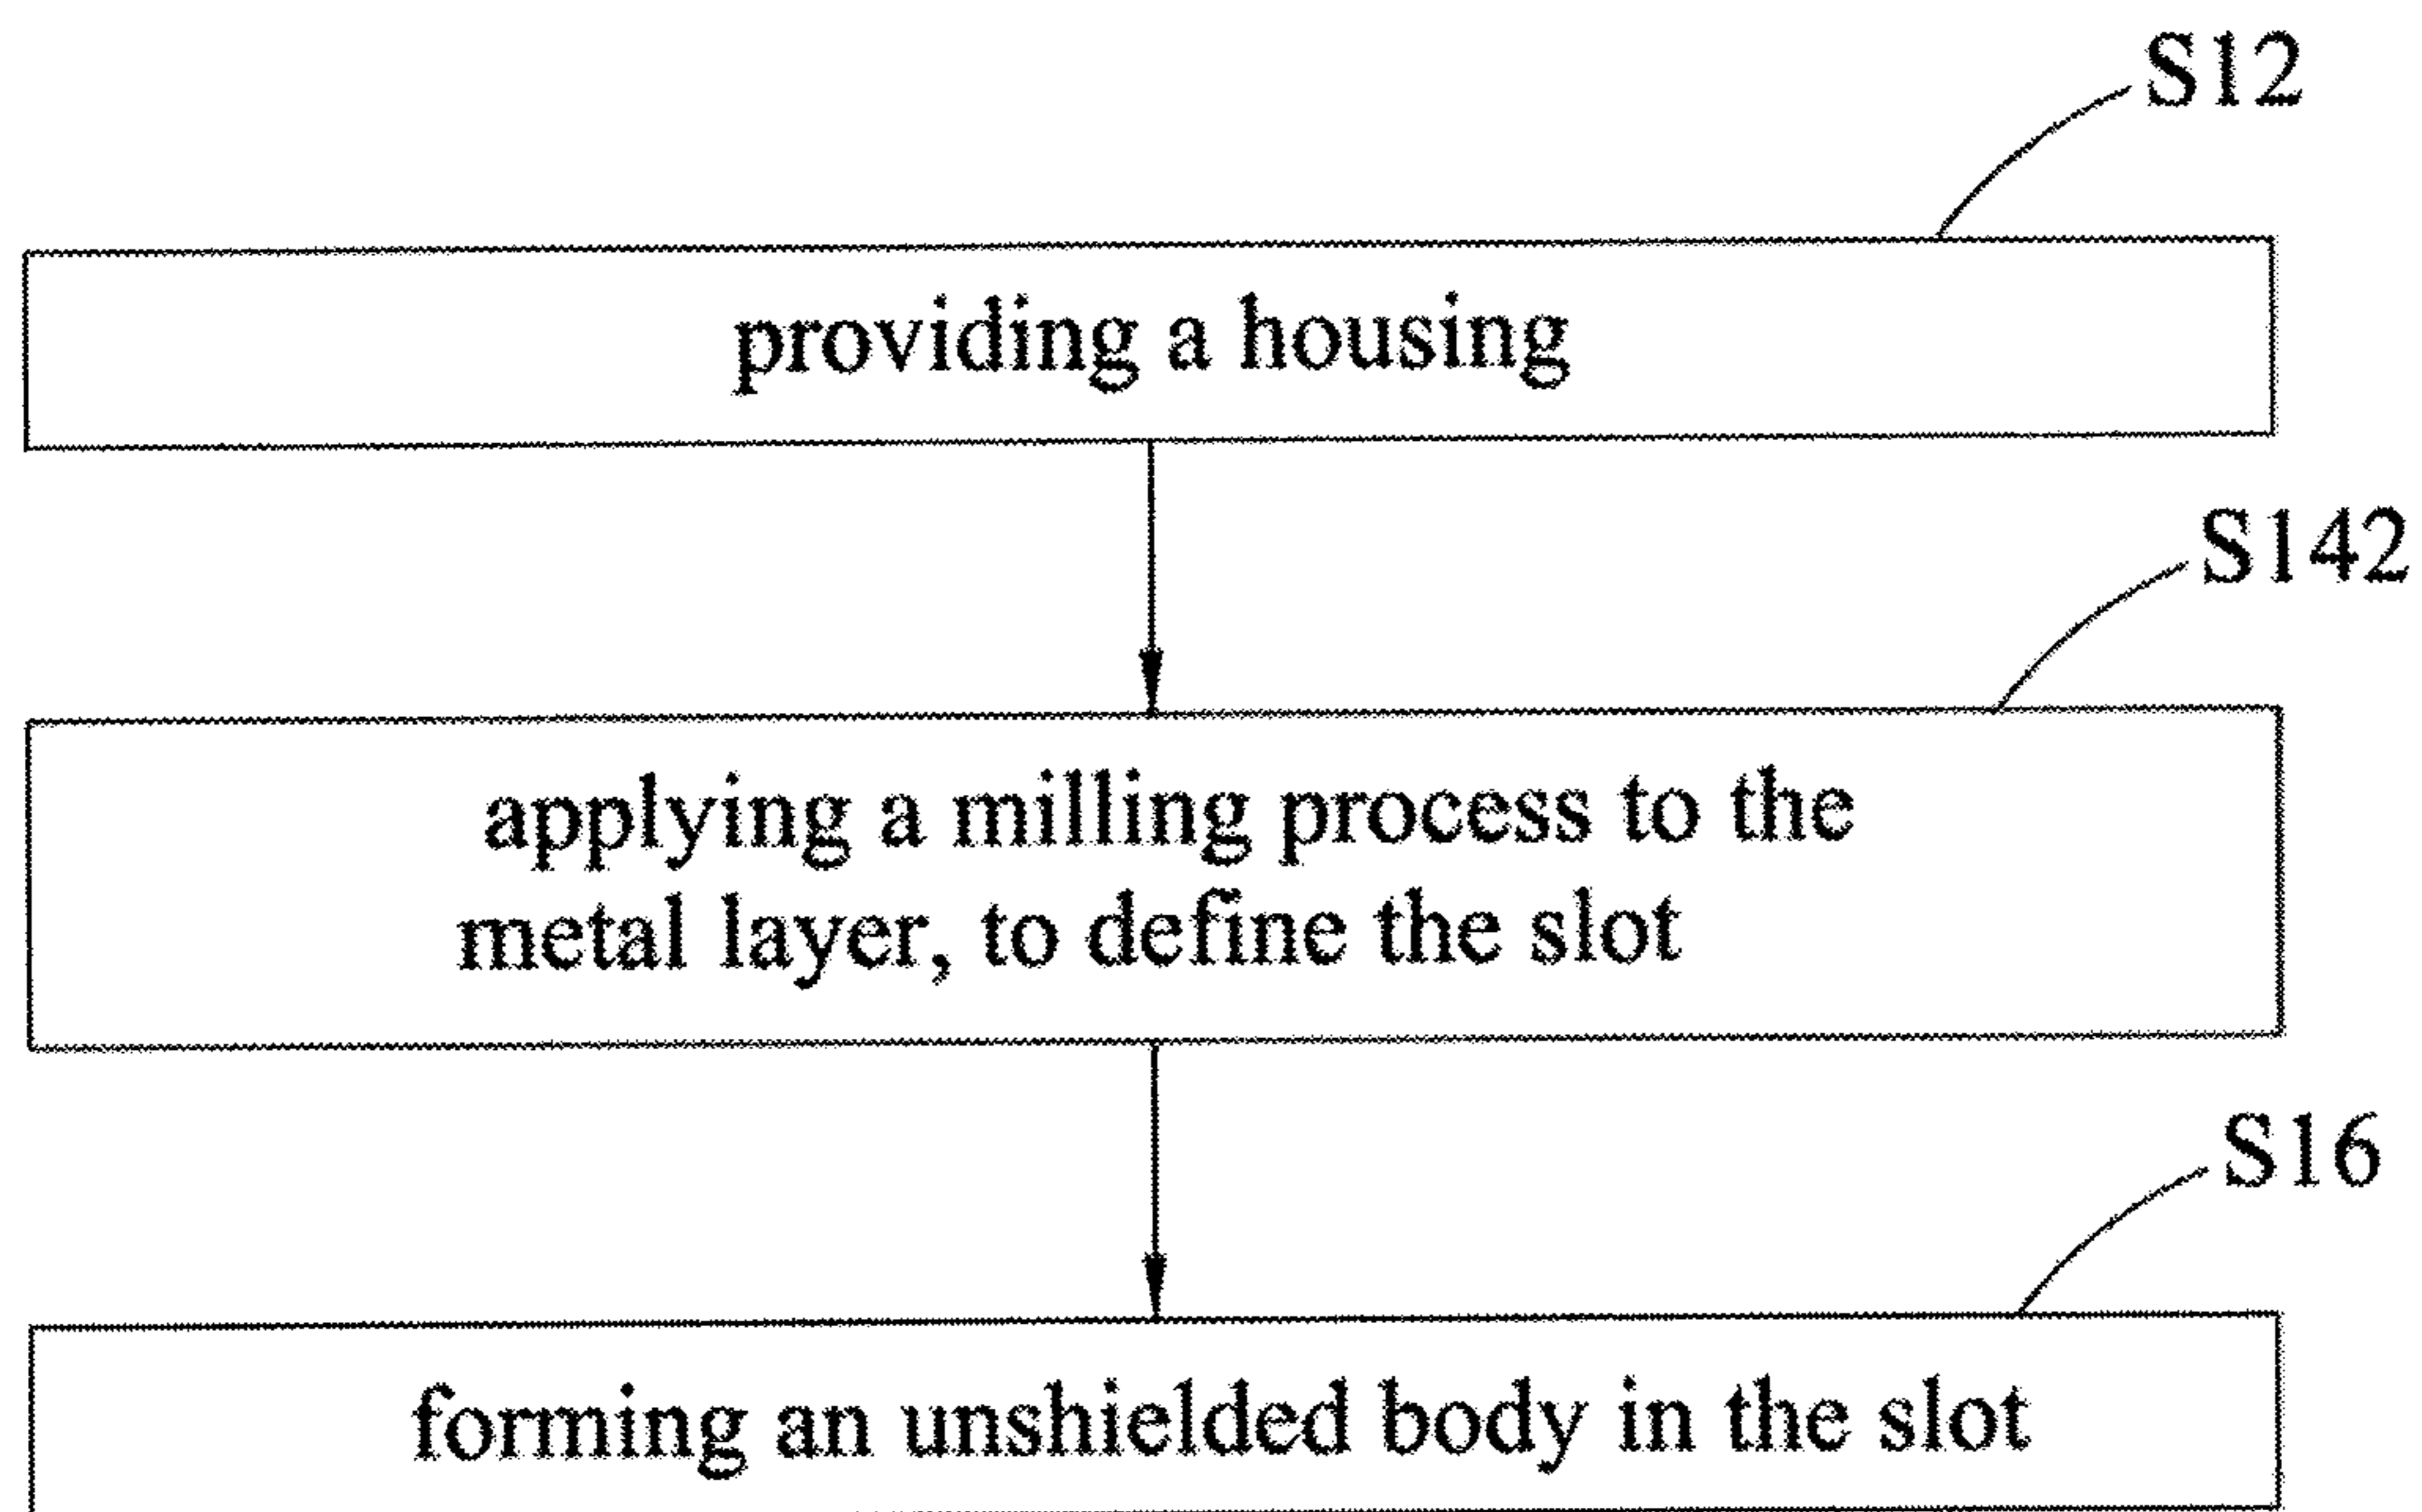 S12
providing a housing
S142
applying a milling process to the
metal layer, to define the slot
S16
forming an unshielded body in the slot